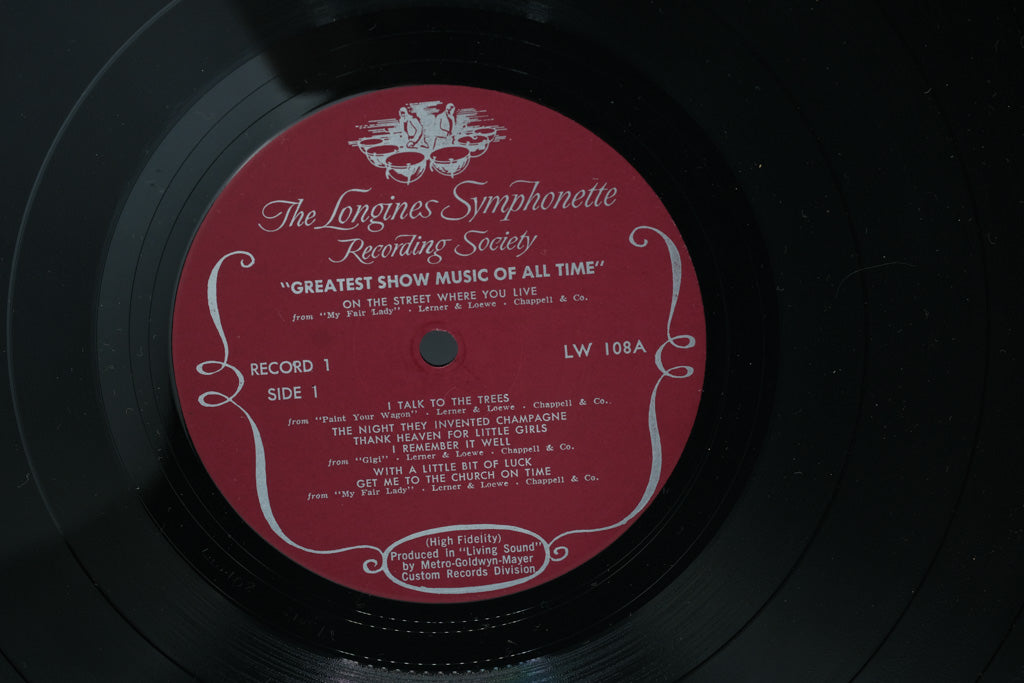 The Longines Symphonette
Recording Society
"GREATEST SHOW MUSIC OF ALL TIME"
ON THE STREET WHERE YOU LIVE
from "My Fair Lady" · Lerner & Loewe · Chappell & Co.
RECORD 1
SIDE 1
LW 108A
I TALK TO THE TREES
from "Paint Your Wagon" · Lerner & Loewe · Chappell & Co.
THE NIGHT THEY INVENTED CHAMPAGNE
THANK HEAVEN FOR LITTLE GIRLS
I REMEMBER IT WELL
from "Gigi" · Lerner & Loewe · Chappell & Co.
WITH A LITTLE BIT OF LUCK
GET ME TO THE CHURCH ON TIME
from "My Fair Lady" · Lerner & Loewe · Chappell & Co.
(High Fidelity)
Produced in "Living Sound"
by Metro-Goldwyn-Mayer
Custom Records Division